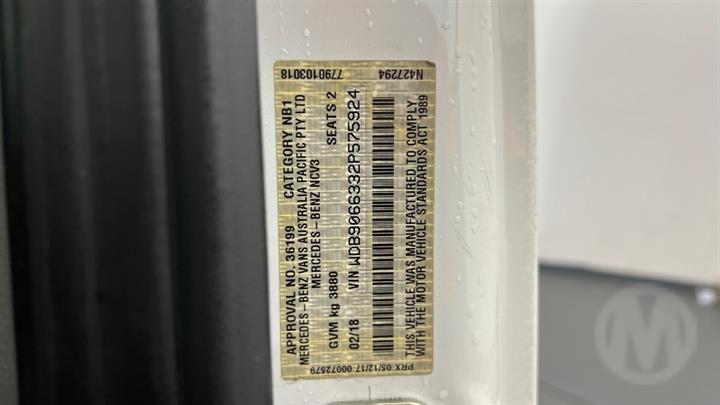 7790103018
N427294
APPROVAL NO. 36199 CATEGORY NB1
MERCEDES-BENZ VANS AUSTRALIA PACIFIC PTY LTD
MERCEDES-BENZ NCV3
GVM kg 3880 SEATS 2
02/18 VIN WDB9066332P575924
THIS VEHICLE WAS MANUFACTURED TO COMPLY
WITH THE MOTOR VEHICLE STANDARDS ACT 1989
PRX 05/12/17 00072579
M